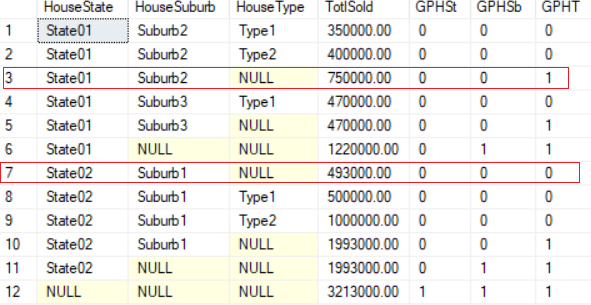 HouseState HouseSuburb HouseType TotlSold GPHSt GPHSb GPHT
1 State01 Suburb2 Type1 350000.00 0 0 0
2 State01 Suburb2 Type2 400000.00 0 0 0
3 State01 Suburb2 NULL 750000.00 0 0 1
4 State01 Suburb3 Type1 470000.00 0 0 0
5 State01 Suburb3 NULL 470000.00 0 0 1
6 State01 NULL NULL 1220000.00 0 1 1
7 State02 Suburb1 NULL 493000.00 0 0 0
8 State02 Suburb1 Type1 500000.00 0 0 0
9 State02 Suburb1 Type2 1000000.00 0 0 0
10 State02 Suburb1 NULL 1993000.00 0 0 1
11 State02 NULL NULL 1993000.00 0 1 1
12 NULL NULL NULL 3213000.00 1 1 1